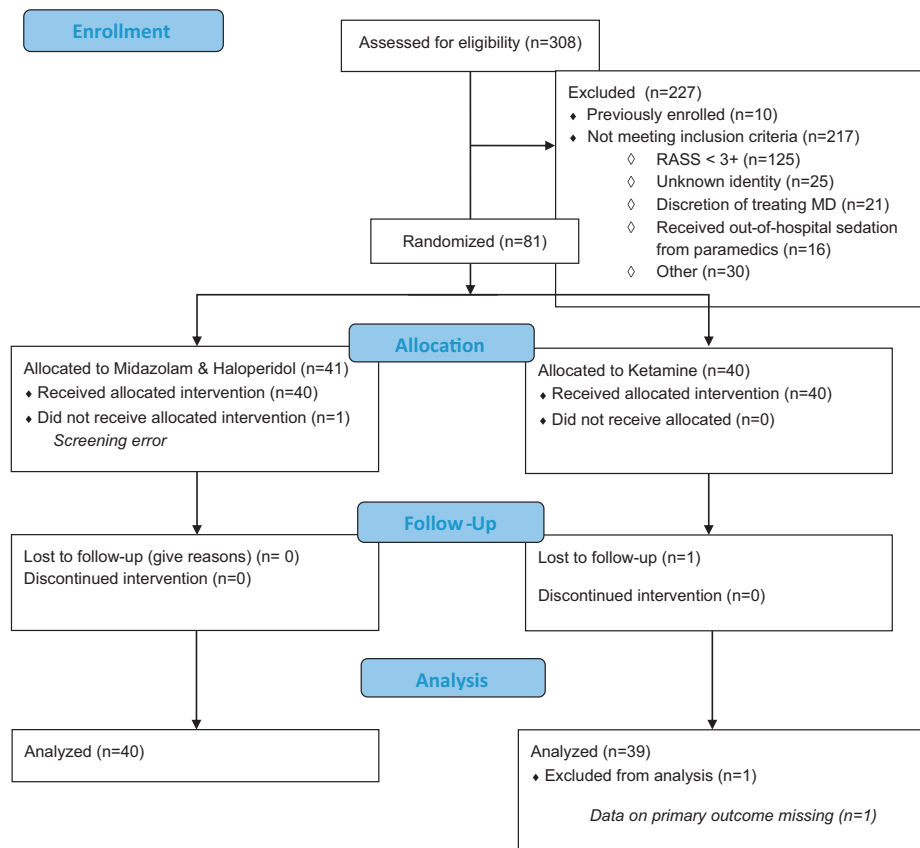 Enrollment
Assessed for eligibility (n=308)
Excluded (n=227)
♦ Previously enrolled (n=10)
♦ Not meeting inclusion criteria (n=217)
◊ RASS < 3+ (n=125)
◊ Unknown identity (n=25)
◊ Discretion of treating MD (n=21)
◊ Received out-of-hospital sedation
from paramedics (n=16)
◊ Other (n=30)
Randomized (n=81)
Allocation
Allocated to Midazolam & Haloperidol (n=41)
♦ Received allocated intervention (n=40)
♦ Did not receive allocated intervention (n=1)
Screening error
Allocated to Ketamine (n=40)
♦ Received allocated intervention (n=40)
♦ Did not receive allocated (n=0)
Follow-Up
Lost to follow-up (give reasons) (n= 0)
Discontinued intervention (n=0)
Lost to follow-up (n=1)
Discontinued intervention (n=0)
Analysis
Analyzed (n=40)
Analyzed (n=39)
♦ Excluded from analysis (n=1)
Data on primary outcome missing (n=1)